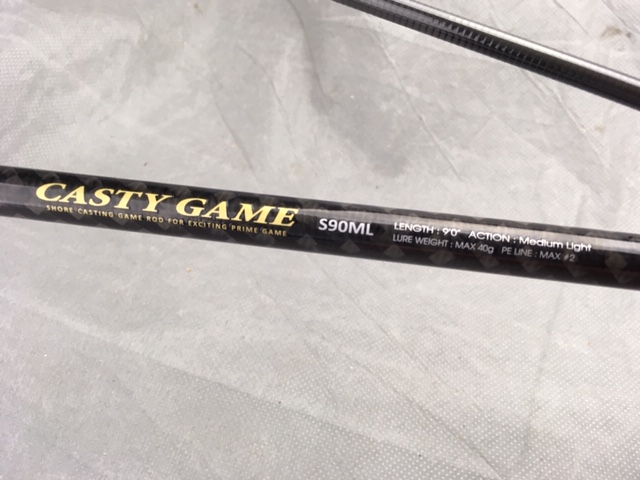 CASTY GAME
SHORE CASTING GAME ROD FOR EXCITING PRIME GAME
S90ML
LENGTH : 9'0" ACTION : Medium Light
LURE WEIGHT : MAX 40g PE LINE : MAX #2